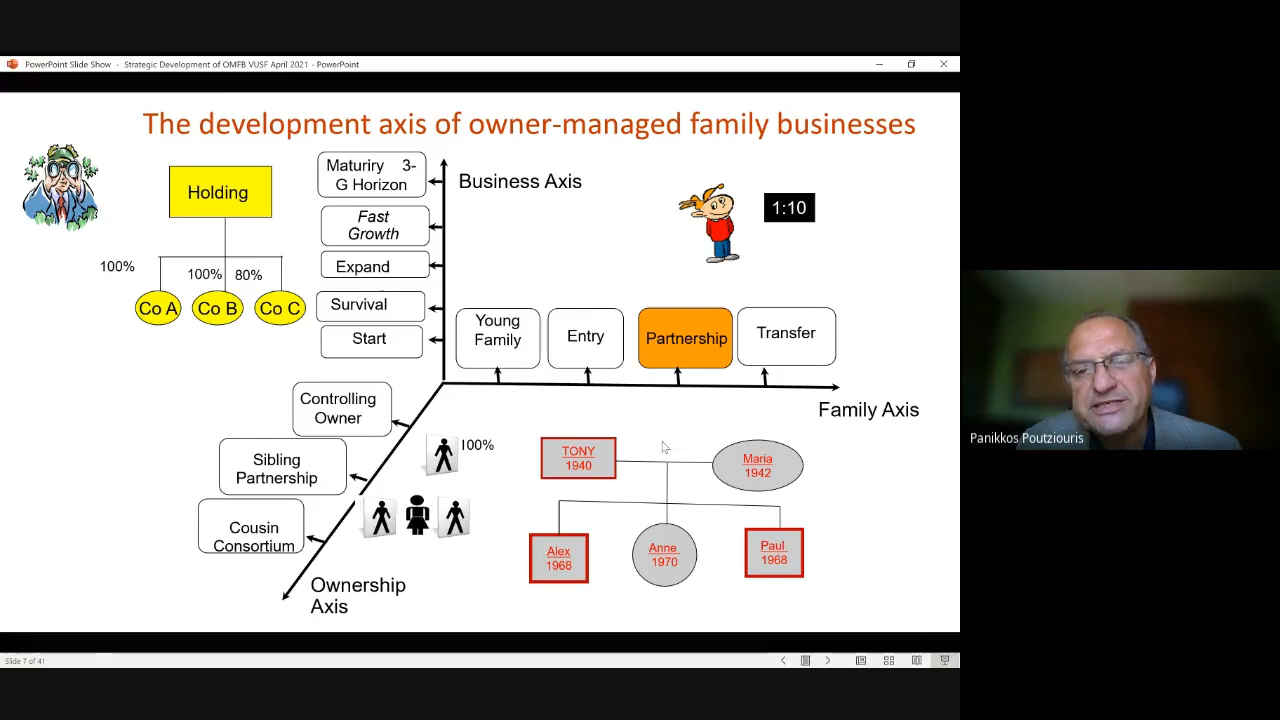 PowerPoint Slide Show - Strategic Development of OMFB VUSF April 2021 - PowerPoint
The development axis of owner-managed family businesses
Holding
100%
100%
80%
Co A
Co B
Co C
Maturiry 3-
G Horizon
Fast
Growth
Expand
Survival
Start
Business Axis
1:10
Young
Family
Entry
Partnership
Transfer
Family Axis
Controlling
Owner
Sibling
Partnership
Cousin
Consortium
Ownership
Axis
100%
TONY
1940
Maria
1942
Alex
1968
Anne
1970
Paul
1968
Panikkos Poutziouris
Slide 7 of 41